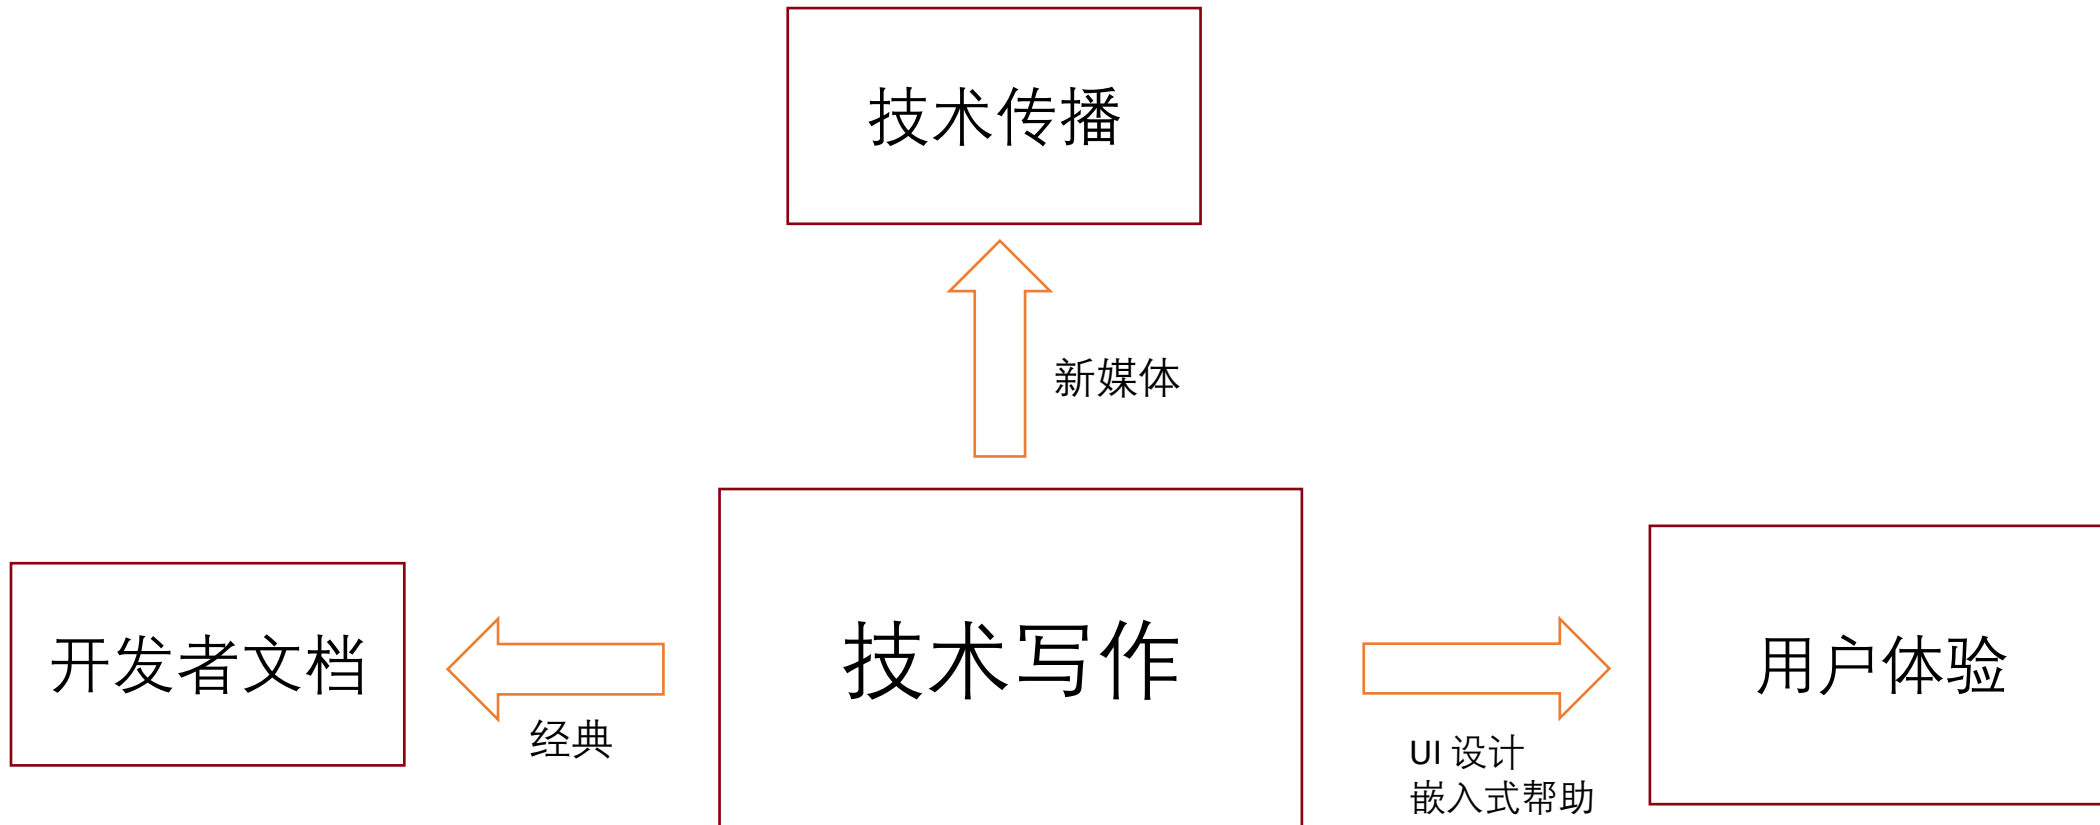 技术传播
新媒体
开发者文档
经典
技术写作
UI 设计
嵌入式帮助
用户体验